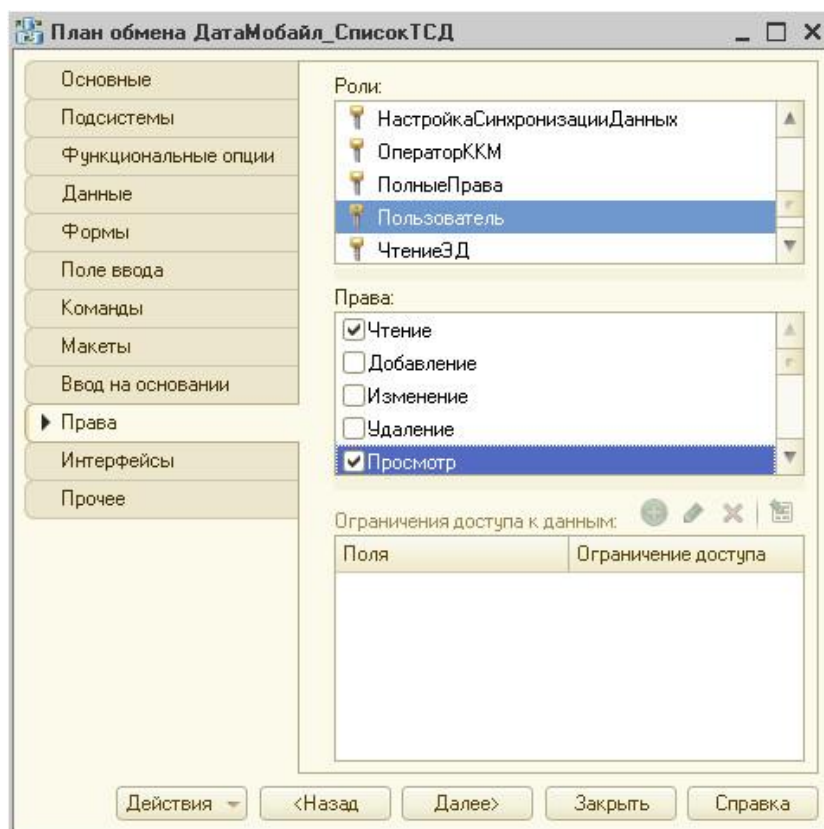 План обмена ДатаМобайл_СписокТСД
Основные
Подсистемы
Функциональные опции
Данные
Формы
Поле ввода
Команды
Макеты
Ввод на основании
Права
Интерфейсы
Прочее
Роли:
НастройкаСинхронизацииДанных
ОператорККМ
ПолныеПрава
Пользователь
ЧтениеЭД
Права:
Чтение
Добавление
Изменение
Удаление
Просмотр
Ограничения доступа к данным:
Поля Ограничение доступа
Действия <Назад Далее> Закрыть Справка